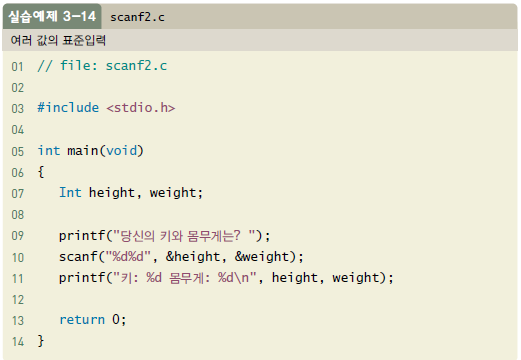 실습예제 3-14 scanf2.c
여러 값의 표준입력
01 // file: scanf2.c
02
03 #include <stdio.h>
04
05 int main(void)
06 {
07 Int height, weight;
08
09 printf("당신의 키와 몸무게는? ");
10 scanf("%d%d", &height, &weight);
11 printf("키: %d 몸무게: %d\n", height, weight);
12
13 return 0;
14 }